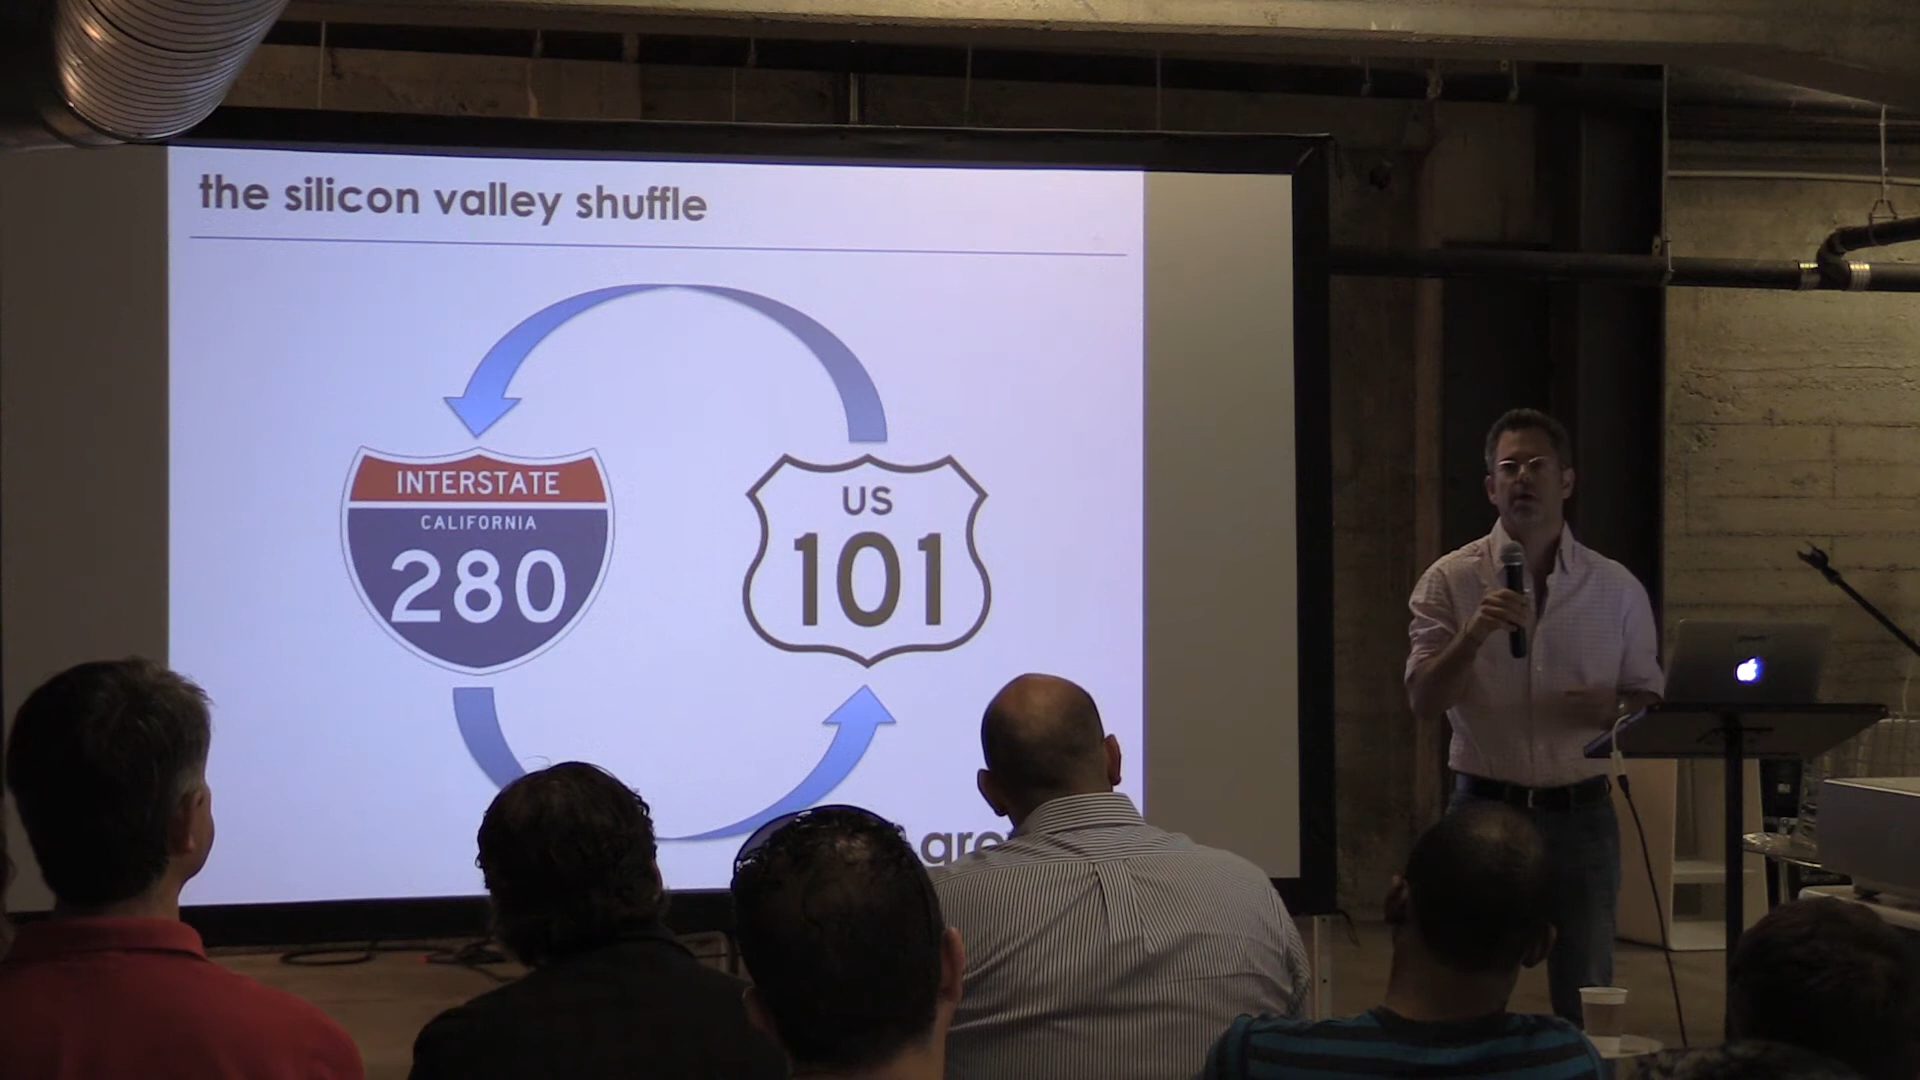 the silicon valley shuffle
INTERSTATE
CALIFORNIA
280
US
101